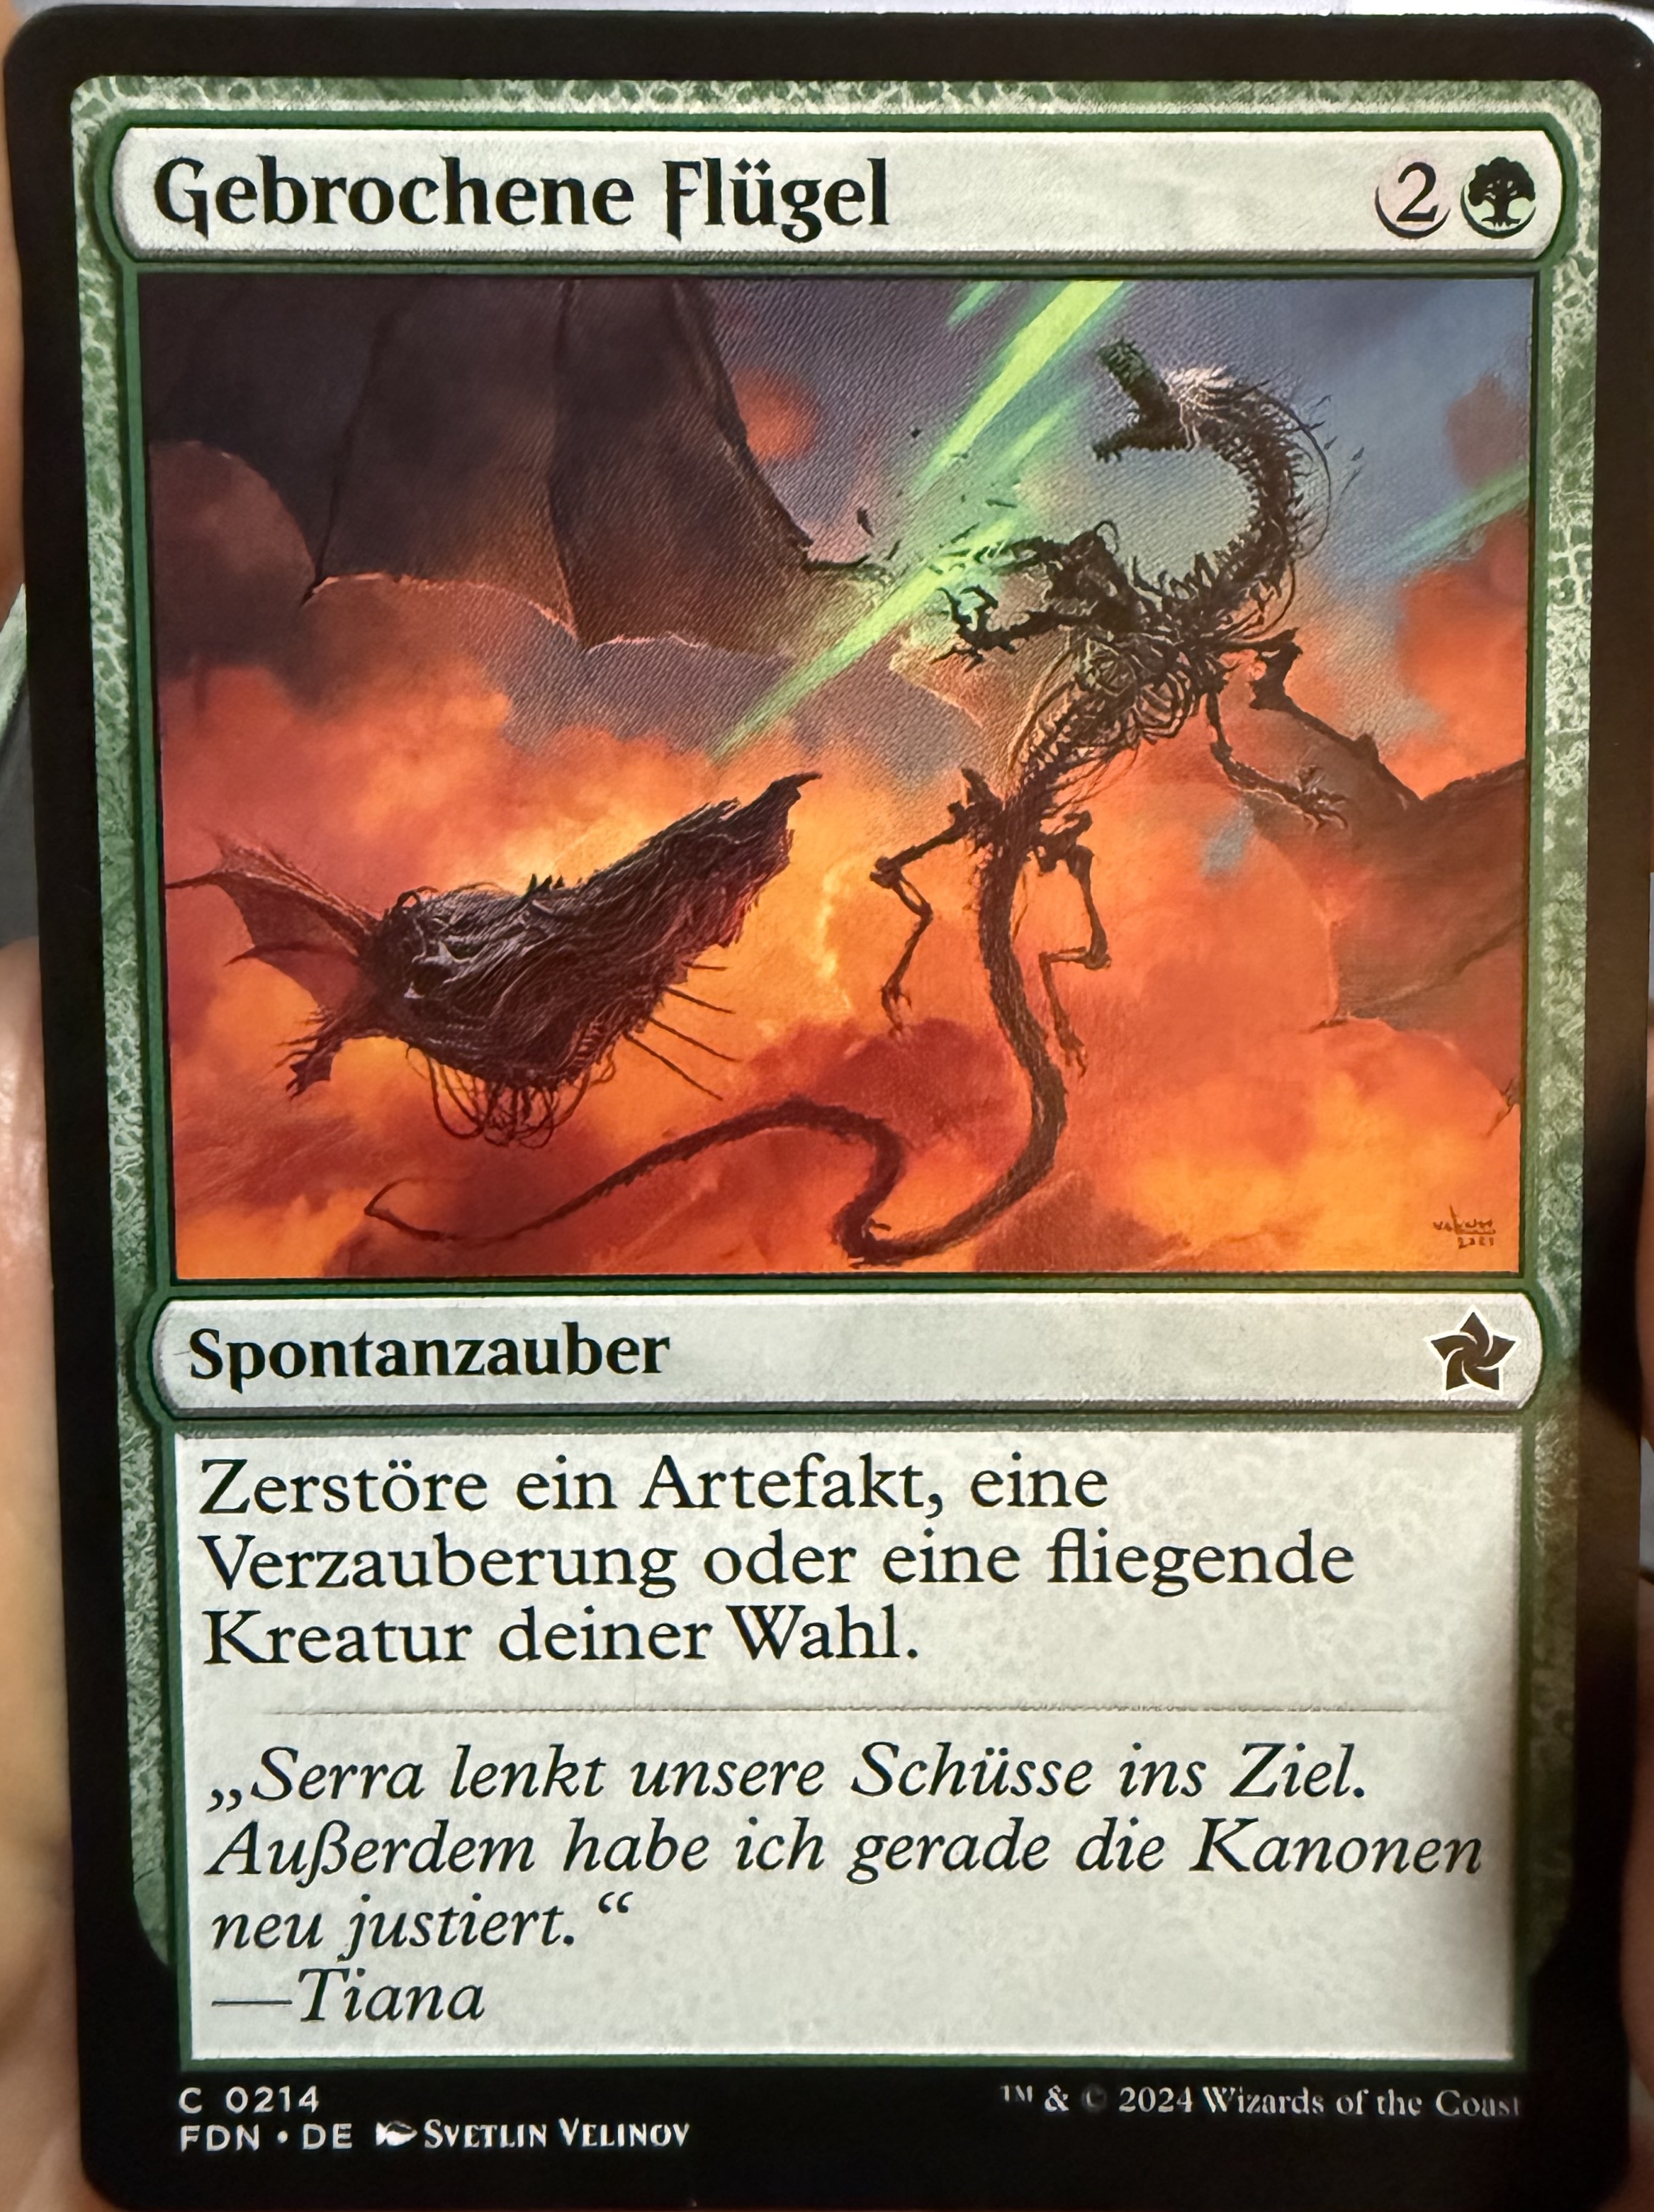 Gebrochene Flügel 2
Spontanzauber
Zerstöre ein Artefakt, eine
Verzauberung oder eine fliegende
Kreatur deiner Wahl.
„Serra lenkt unsere Schüsse ins Ziel.
Außerdem habe ich gerade die Kanonen
neu justiert.“
—Tiana
C 0214
™ & © 2024 Wizards of the Coast
FDN • DE SVETLIN VELINOV